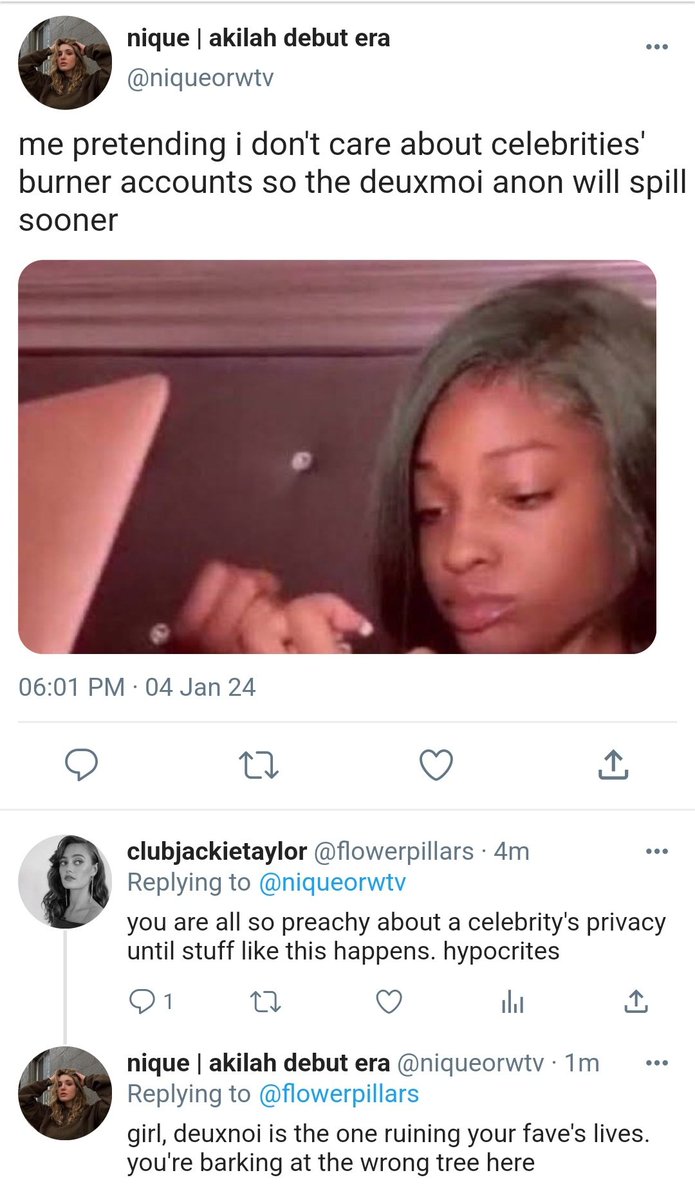 nique | akilah debut era
@niqueorwtv
me pretending i don't care about celebrities'
burner accounts so the deuxmoi anon will spill
sooner
06:01 PM · 04 Jan 24
clubjackietaylor @flowerpillars · 4m
Replying to @niqueorwtv
you are all so preachy about a celebrity's privacy
until stuff like this happens. hypocrites
1
nique | akilah debut era @niqueorwtv · 1m
Replying to @flowerpillars
girl, deuxnoi is the one ruining your fave's lives.
you're barking at the wrong tree here